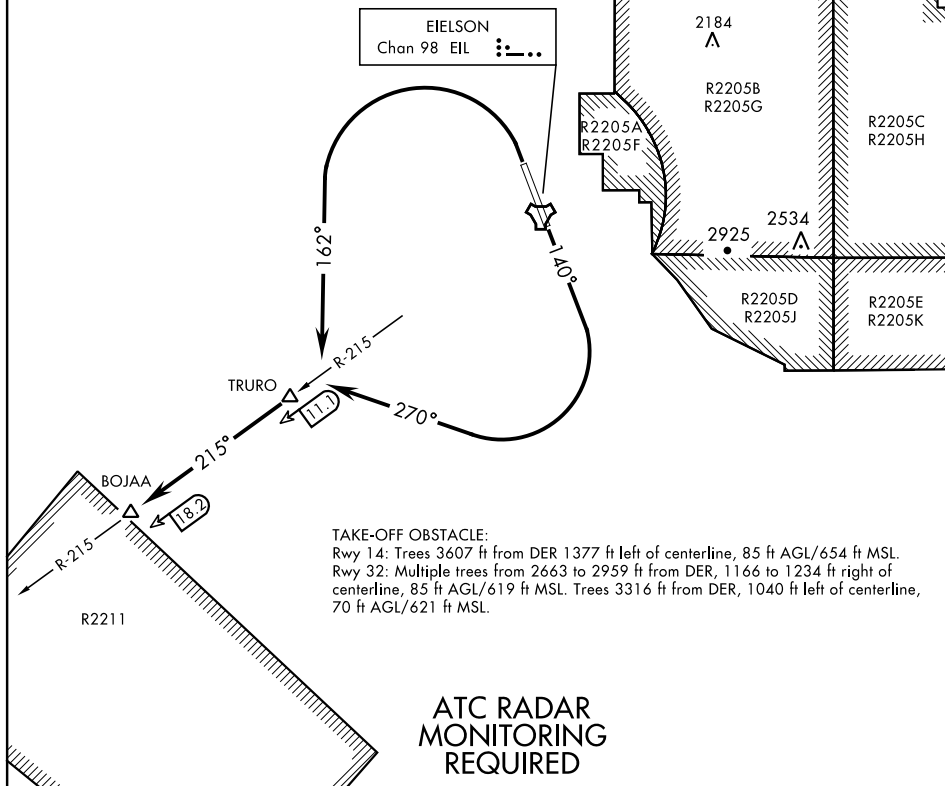 EIELSON
Chan 98 EIL
2184
R2205B
R2205G
R2205A
R2205F
R2205C
R2205H
162°
140°
2925
2534
R2205D
R2205J
R2205E
R2205K
R-215
TRURO
11.1
270°
215°
BOJAA
18.2
R-215
R2211
TAKE-OFF OBSTACLE:
Rwy 14: Trees 3607 ft from DER 1377 ft left of centerline, 85 ft AGL/654 ft MSL.
Rwy 32: Multiple trees from 2663 to 2959 ft from DER, 1166 to 1234 ft right of
centerline, 85 ft AGL/619 ft MSL. Trees 3316 ft from DER, 1040 ft left of centerline,
70 ft AGL/621 ft MSL.
ATC RADAR
MONITORING
REQUIRED